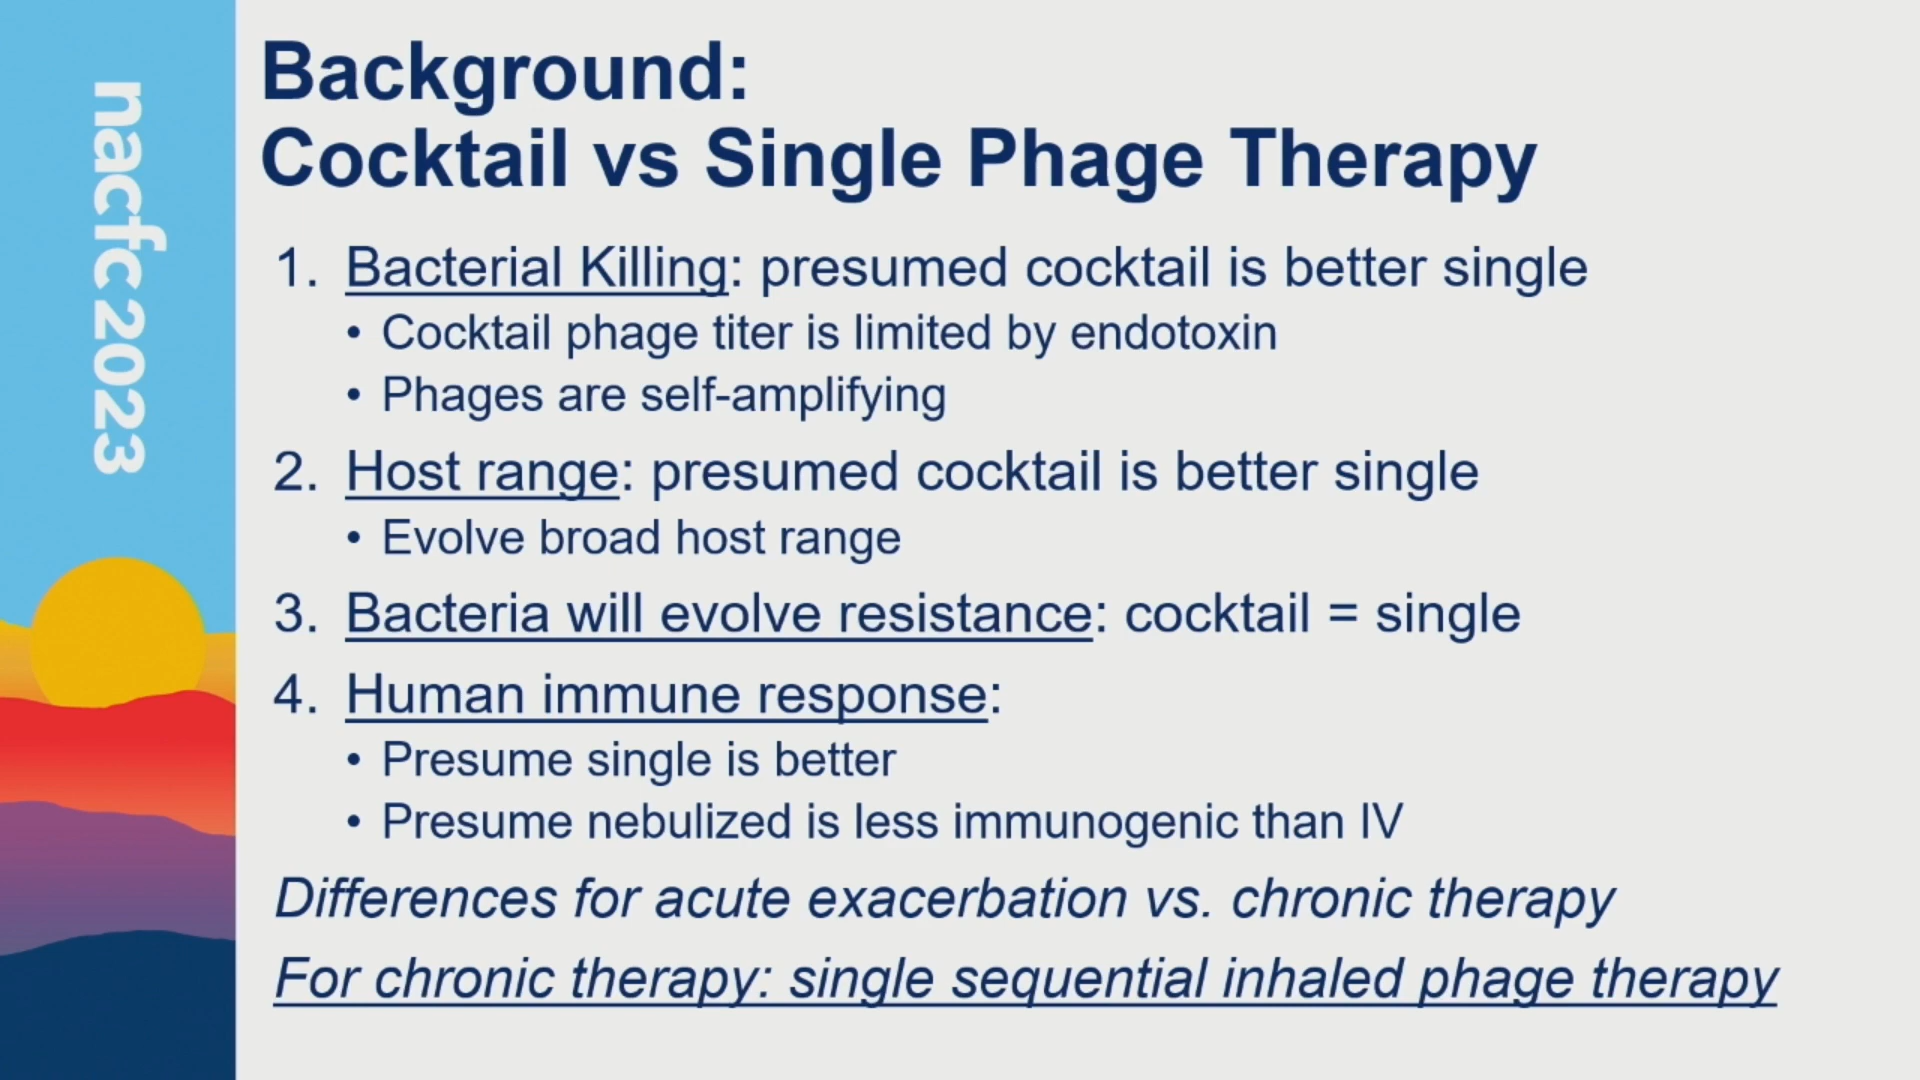 nacfc 2023
Background:
Cocktail vs Single Phage Therapy
1. Bacterial Killing: presumed cocktail is better single
• Cocktail phage titer is limited by endotoxin
• Phages are self-amplifying
2. Host range: presumed cocktail is better single
• Evolve broad host range
3. Bacteria will evolve resistance: cocktail = single
4. Human immune response:
• Presume single is better
• Presume nebulized is less immunogenic than IV
Differences for acute exacerbation vs. chronic therapy
For chronic therapy: single sequential inhaled phage therapy